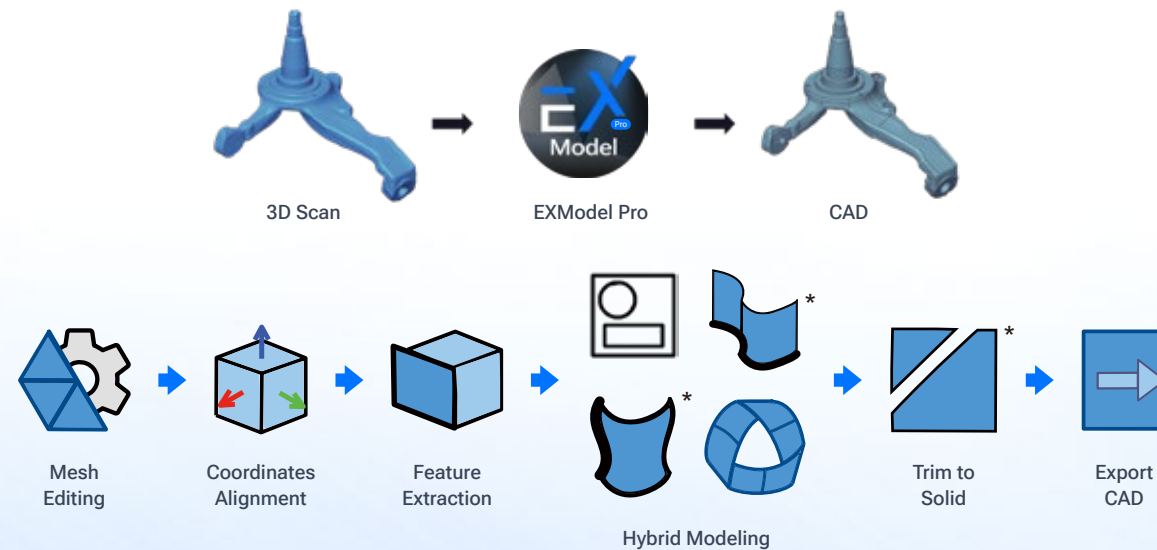 EX
Pro
Model
3D Scan
EXModel Pro
CAD
*
*
*
Mesh
Editing
Coordinates
Alignment
Feature
Extraction
Hybrid Modeling
Trim to
Solid
Export
CAD